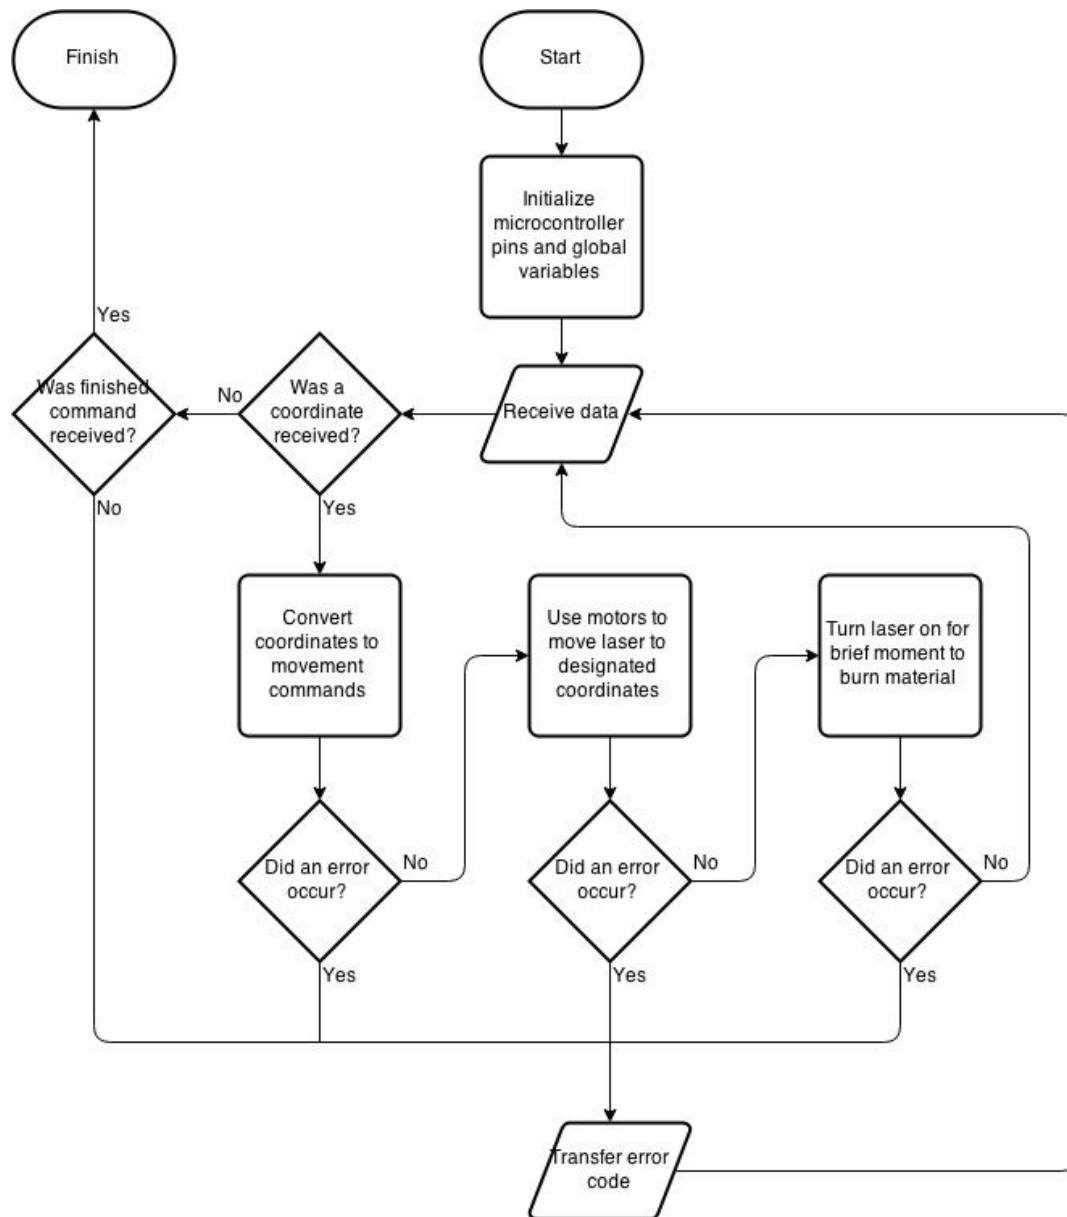 Finish
Start
Initialize
microcontroller
pins and global
variables
Yes
Was finished
command
received?
No
Was a
coordinate
received?
Receive data
No
Yes
Convert
coordinates to
movement
commands
Use motors to
move laser to
designated
coordinates
Turn laser on for
brief moment to
burn material
Did an error
occur?
No
Did an error
occur?
No
Did an error
occur?
No
Yes
Yes
Yes
Transfer error
code